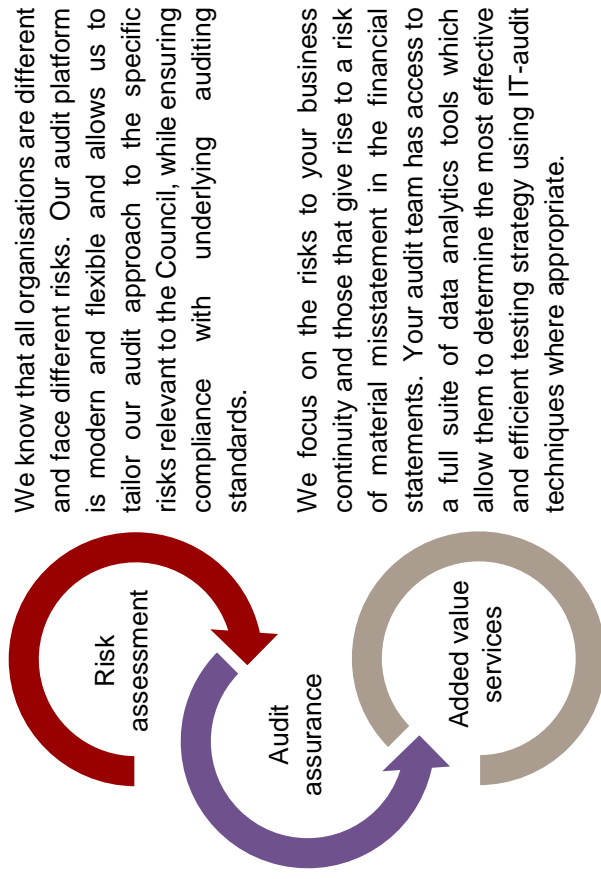 Risk
assessment
Audit
assurance
Added value
services
We know that all organisations are different
and face different risks. Our audit platform
is modern and flexible and allows us to
tailor our audit approach to the specific
risks relevant to the Council, while ensuring
compliance with underlying auditing
standards.
We focus on the risks to your business
continuity and those that give rise to a risk
of material misstatement in the financial
statements. Your audit team has access to
a full suite of data analytics tools which
allow them to determine the most effective
and efficient testing strategy using IT-audit
techniques where appropriate.